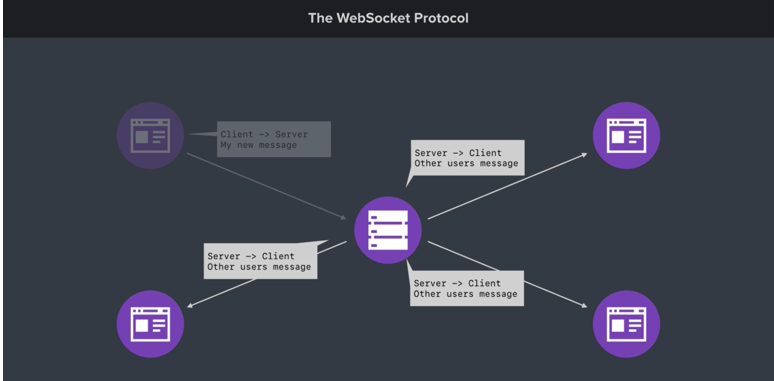 The WebSocket Protocol
Client -> Server
My new message
Server -> Client
Other users message
Server -> Client
Other users message
Server -> Client
Other users message